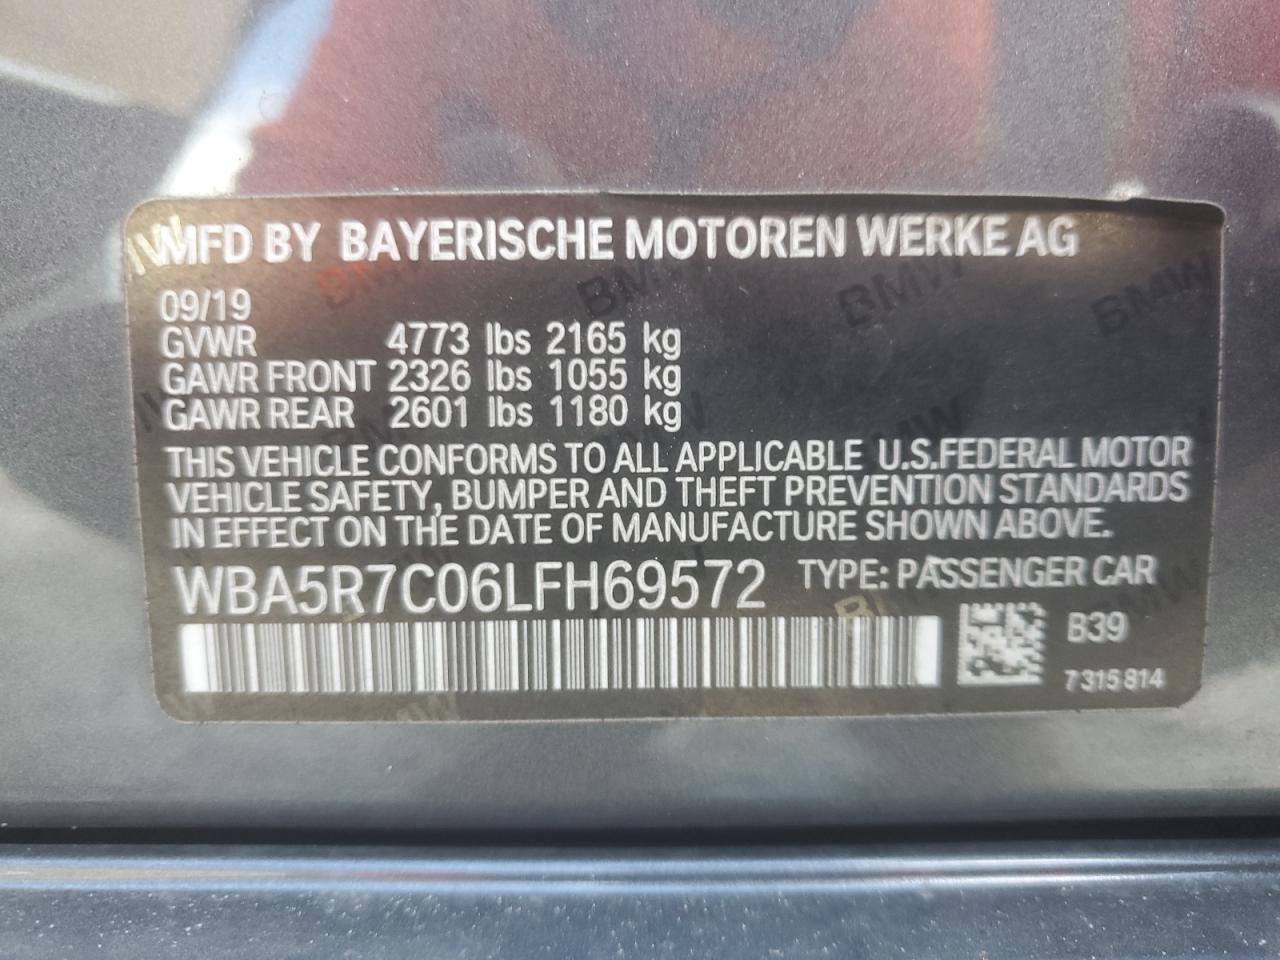 MFD BY BAYERISCHE MOTOREN WERKE AG
09/19
GVWR 4773 lbs 2165 kg
GAWR FRONT 2326 lbs 1055 kg
GAWR REAR 2601 lbs 1180 kg
THIS VEHICLE CONFORMS TO ALL APPLICABLE U.S.FEDERAL MOTOR
VEHICLE SAFETY, BUMPER AND THEFT PREVENTION STANDARDS
IN EFFECT ON THE DATE OF MANUFACTURE SHOWN ABOVE.
WBA5R7C06LFH69572 TYPE: PASSENGER CAR
B39
7315814